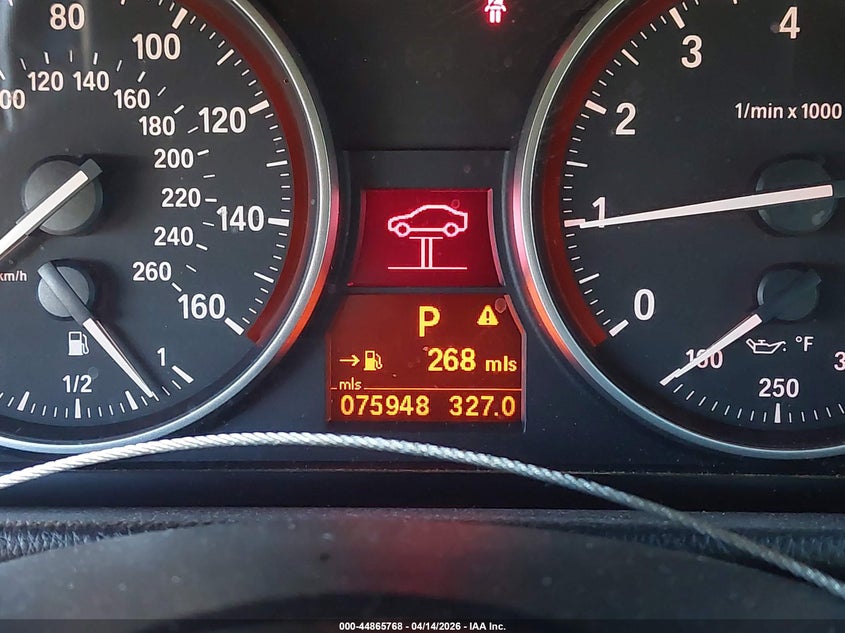 80
100
120
140
160
120 140 160 180 200 220 240 260
km/h
1/2
1
4
3
2
1
0
1/min x 1000
: °F
250
P
268 mls
mls
075948 327.0
000-44865768 - 04/14/2026 - IAA Inc.